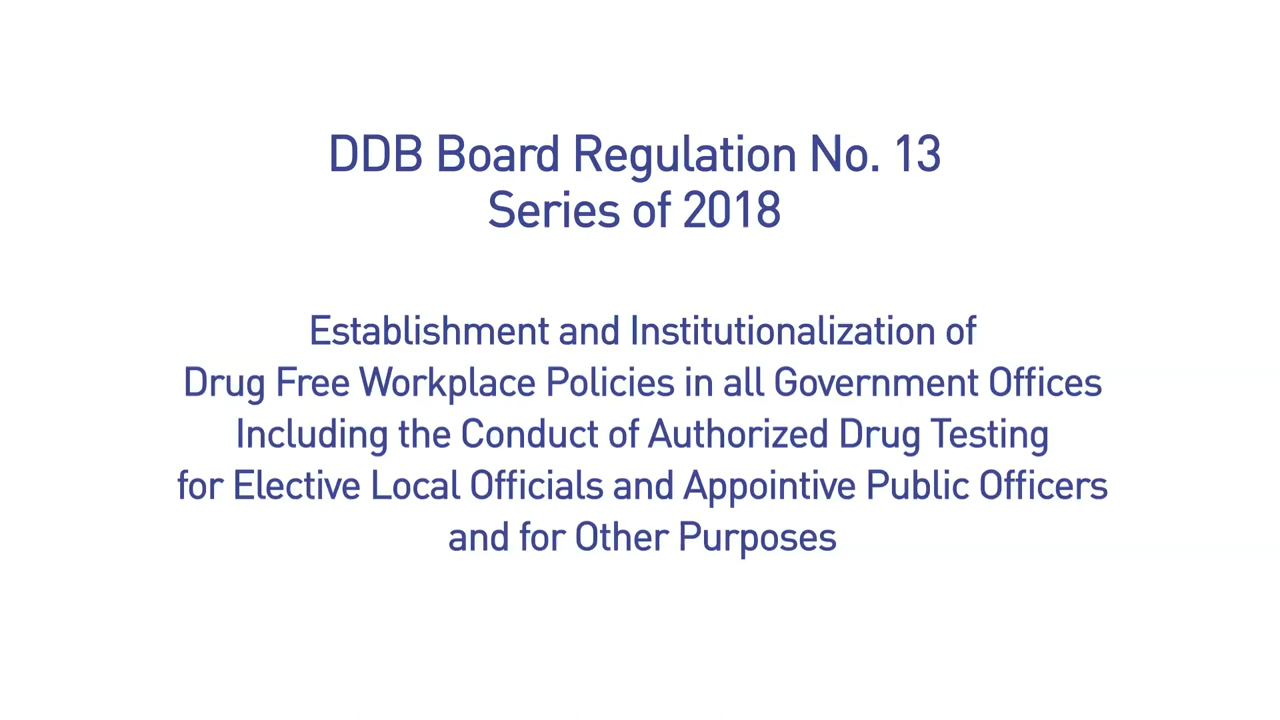 DDB Board Regulation No. 13
Series of 2018
Establishment and Institutionalization of
Drug Free Workplace Policies in all Government Offices
Including the Conduct of Authorized Drug Testing
for Elective Local Officials and Appointive Public Officers
and for Other Purposes